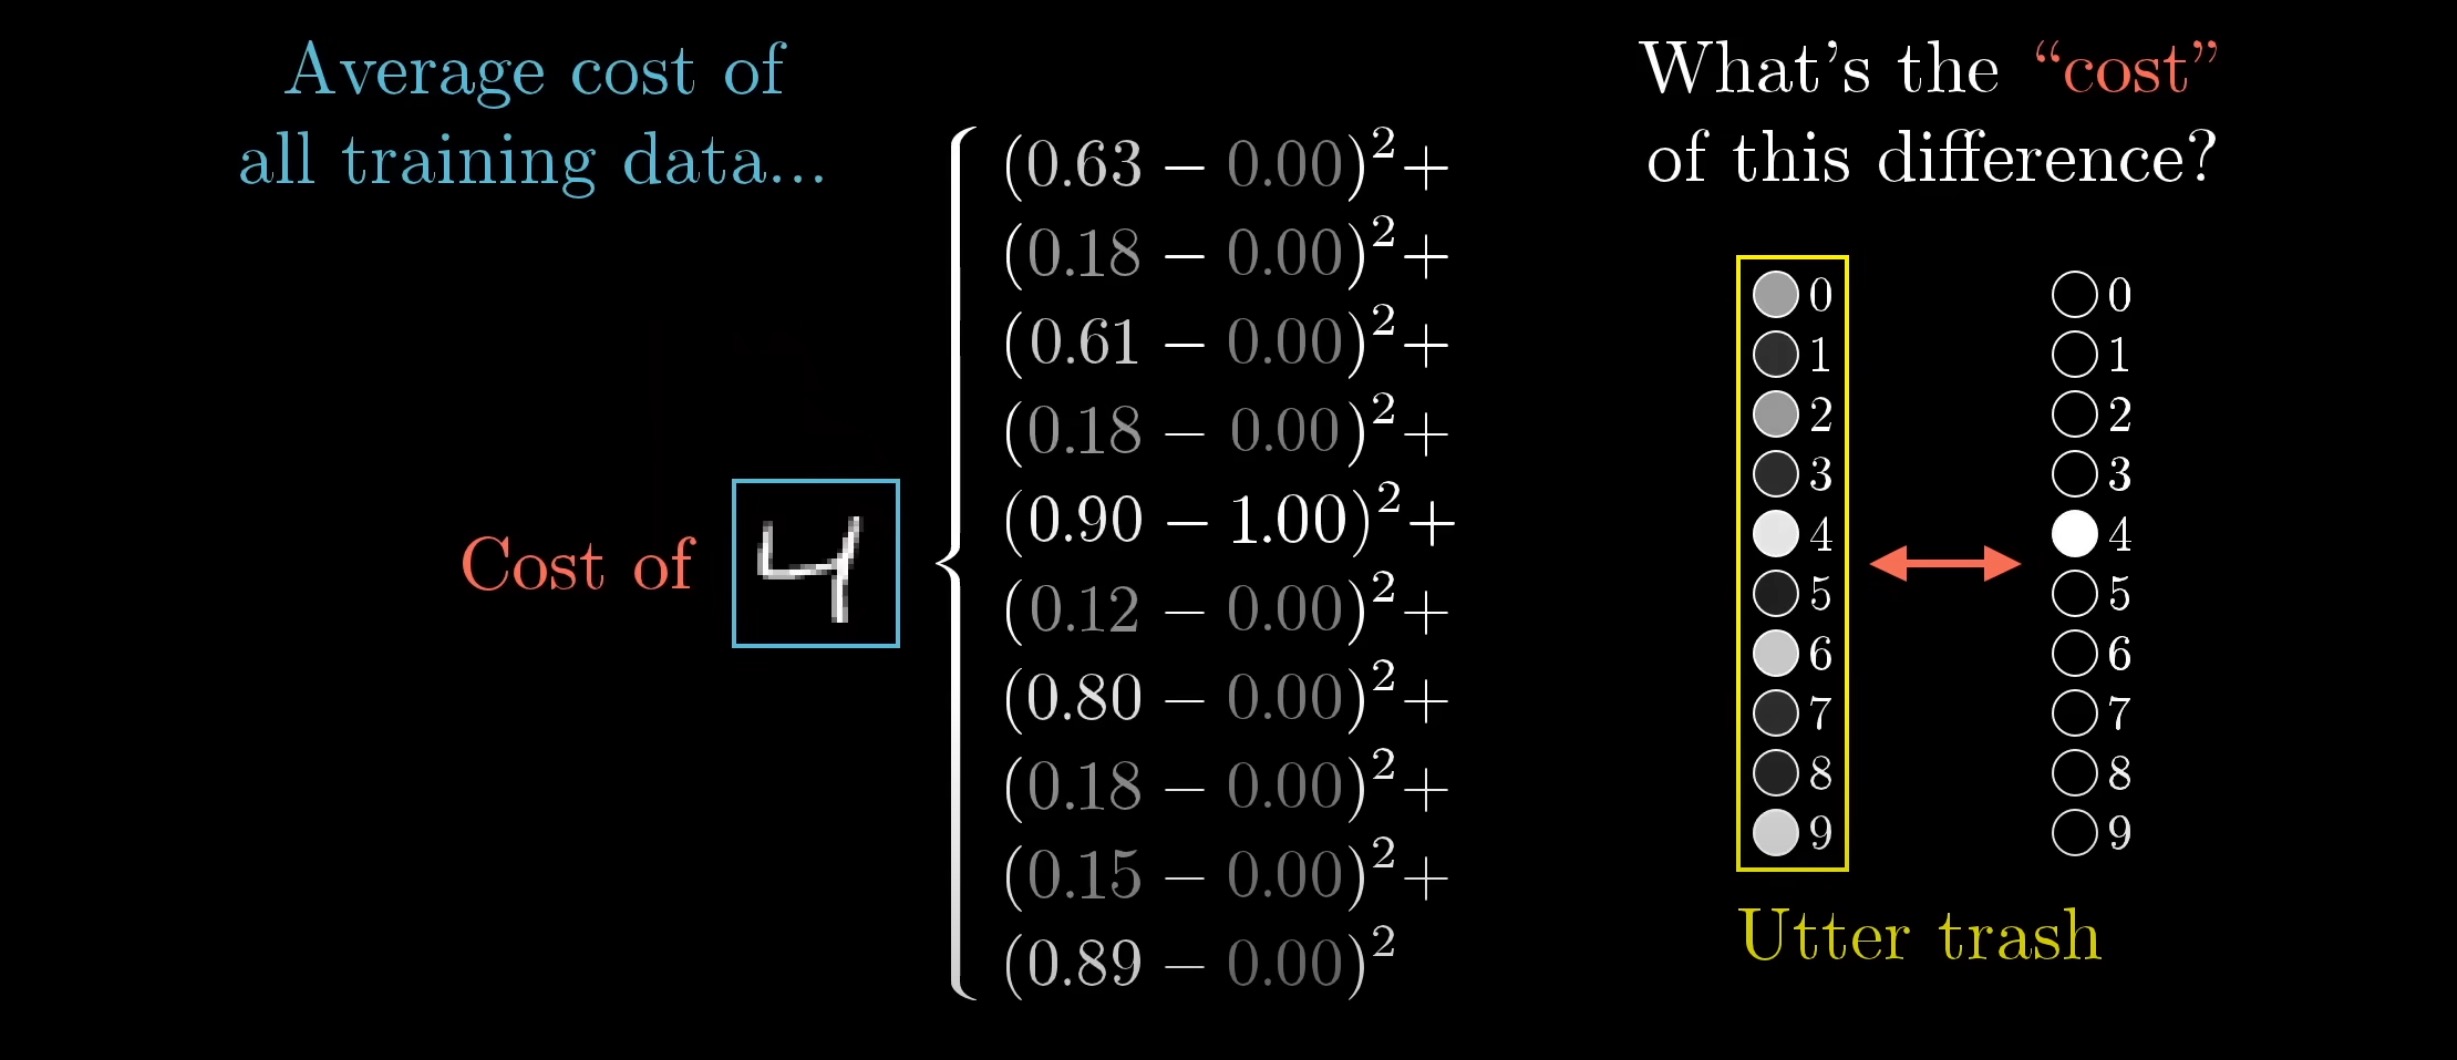 Average cost of
all training data...
What's the “cost”
of this difference?
Cost of
4
(0.63 − 0.00)²+
(0.18 − 0.00)²+
(0.61 − 0.00)²+
(0.18 − 0.00)²+
(0.90 − 1.00)²+
(0.12 − 0.00)²+
(0.80 − 0.00)²+
(0.18 − 0.00)²+
(0.15 − 0.00)²+
(0.89 − 0.00)²
0
1
2
3
4
5
6
7
8
9
0
1
2
3
4
5
6
7
8
9
Utter trash